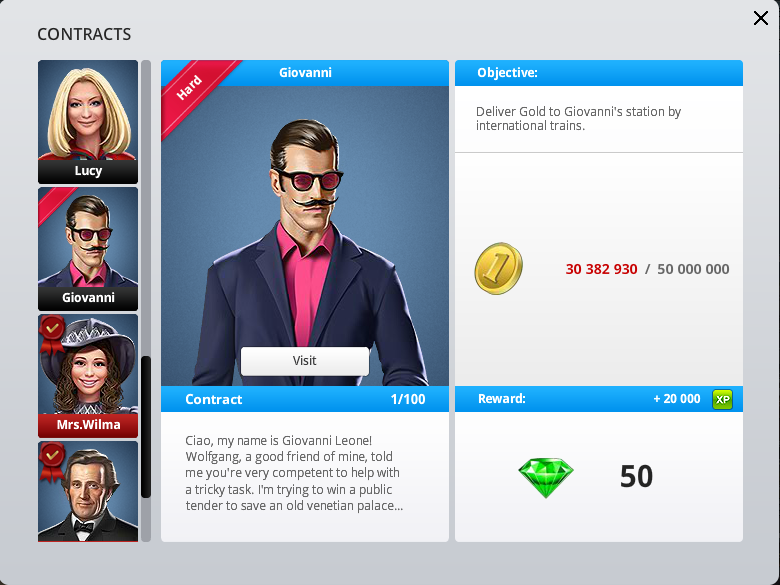 CONTRACTS
Lucy
Giovanni
Mrs.Wilma
Hard
Giovanni
Visit
Contract 1/100
Ciao, my name is Giovanni Leone!
Wolfgang, a good friend of mine, told
me you're very competent to help with
a tricky task. I'm trying to win a public
tender to save an old venetian palace...
Objective:
Deliver Gold to Giovanni's station by
international trains.
1
30 382 930 / 50 000 000
Reward: + 20 000 XP
50